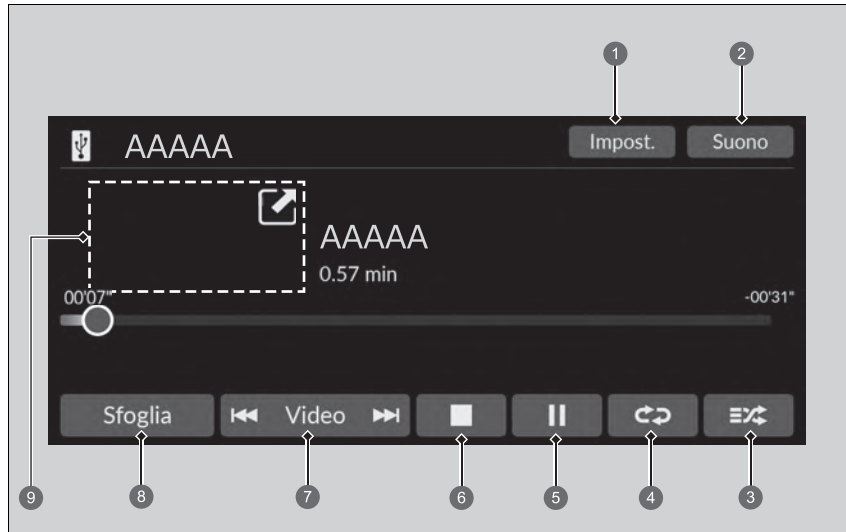 1 2
AAAAA Impost. Suono
AAAAA
0.57 min
00'07" -00'31"
Sfoglia Video
9 8 7 6 5 4 3